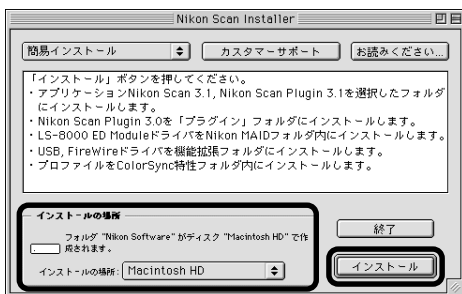 Nikon Scan Installer
簡易インストール
カスタマーサポート
お読みください...
「インストール」ボタンを押してください。
・アプリケーションNikon Scan 3.1, Nikon Scan Plugin 3.1を選択したフォルダ
にインストールします。
・Nikon Scan Plugin 3.0を「プラグイン」フォルダにインストールします。
・LS-8000 ED ModuleドライバをNikon MAIDフォルダ内にインストールします。
・USB, FireWireドライバを機能拡張フォルダにインストールします。
・プロファイルをColorSync特性フォルダ内にインストールします。
インストールの場所
フォルダ "Nikon Software" がディスク "Macintosh HD" で作
成されます。
インストールの場所: Macintosh HD
終了
インストール